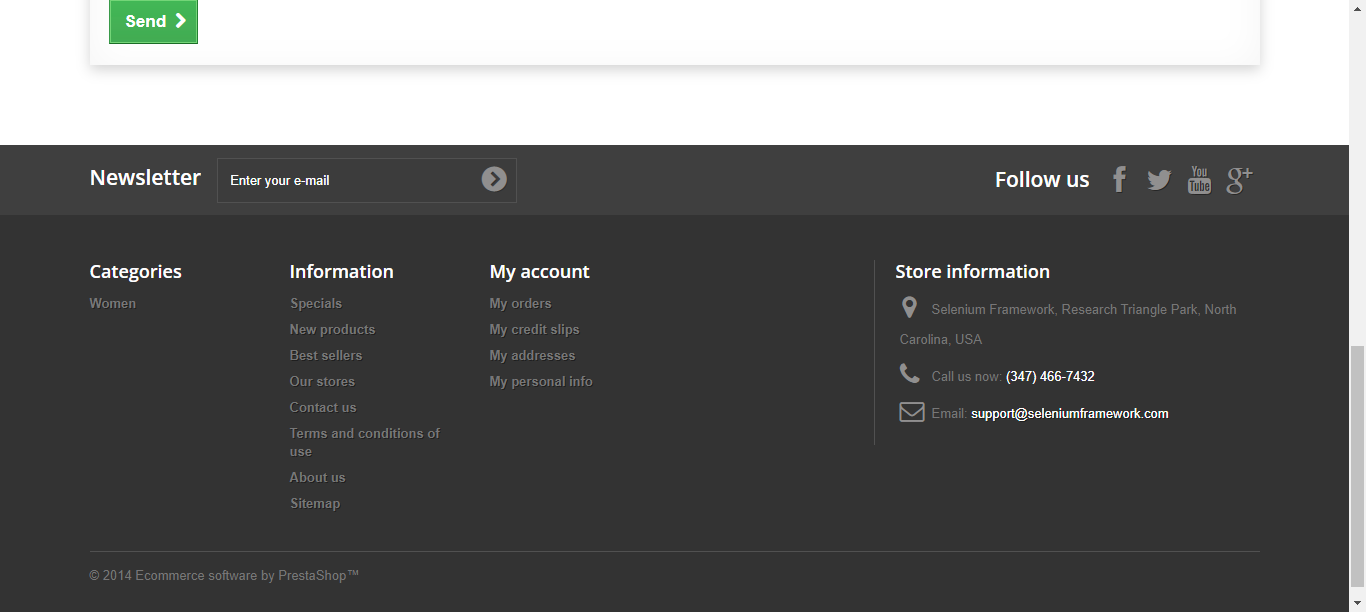 Send
Newsletter
Enter your e-mail
Follow us
You
Tube
g+
Categories
Women
Information
Specials
New products
Best sellers
Our stores
Contact us
Terms and conditions of
use
About us
Sitemap
My account
My orders
My credit slips
My addresses
My personal info
Store information
Selenium Framework, Research Triangle Park, North
Carolina, USA
Call us now: (347) 466-7432
Email: support@seleniumframework.com
© 2014 Ecommerce software by PrestaShop™